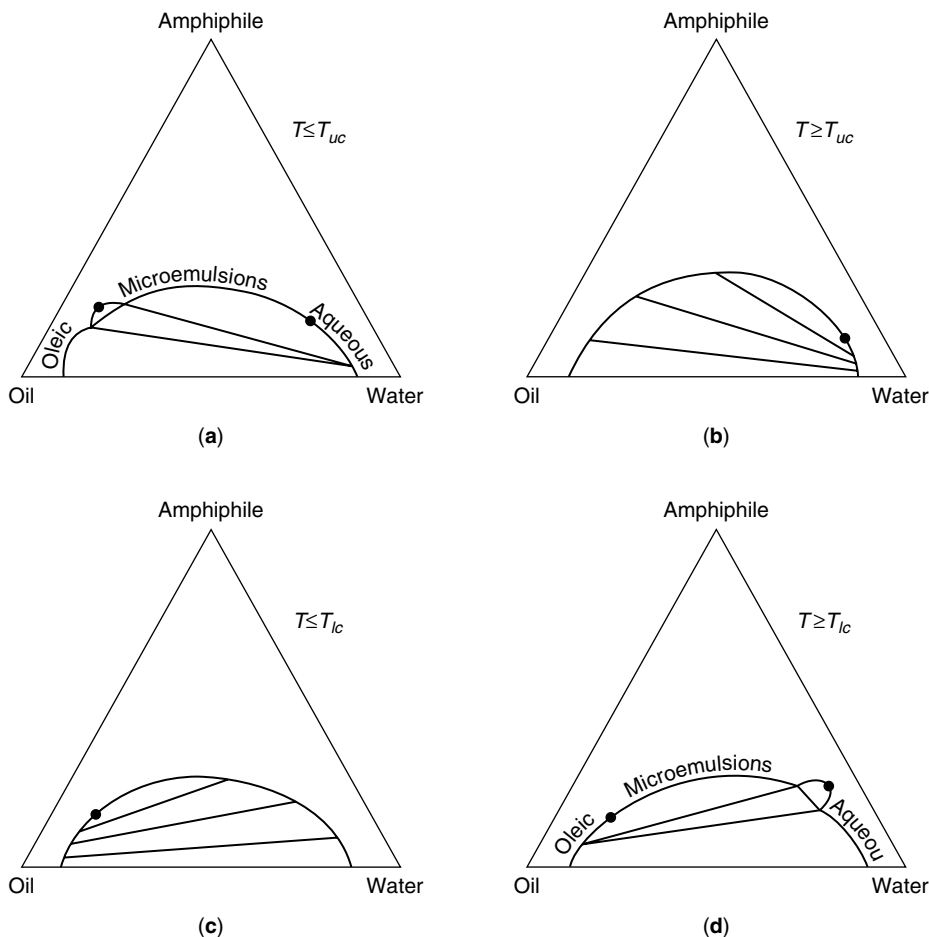 Amphiphile
T≤Tuc
Microemulsions
Oleic
Aqueous
Oil
Water
(a)
Amphiphile
T≥Tuc
Oil
Water
(b)
Amphiphile
T≤Tlc
Oil
Water
(c)
Amphiphile
T≥Tlc
Microemulsions
Oleic
Aqueou
Oil
Water
(d)